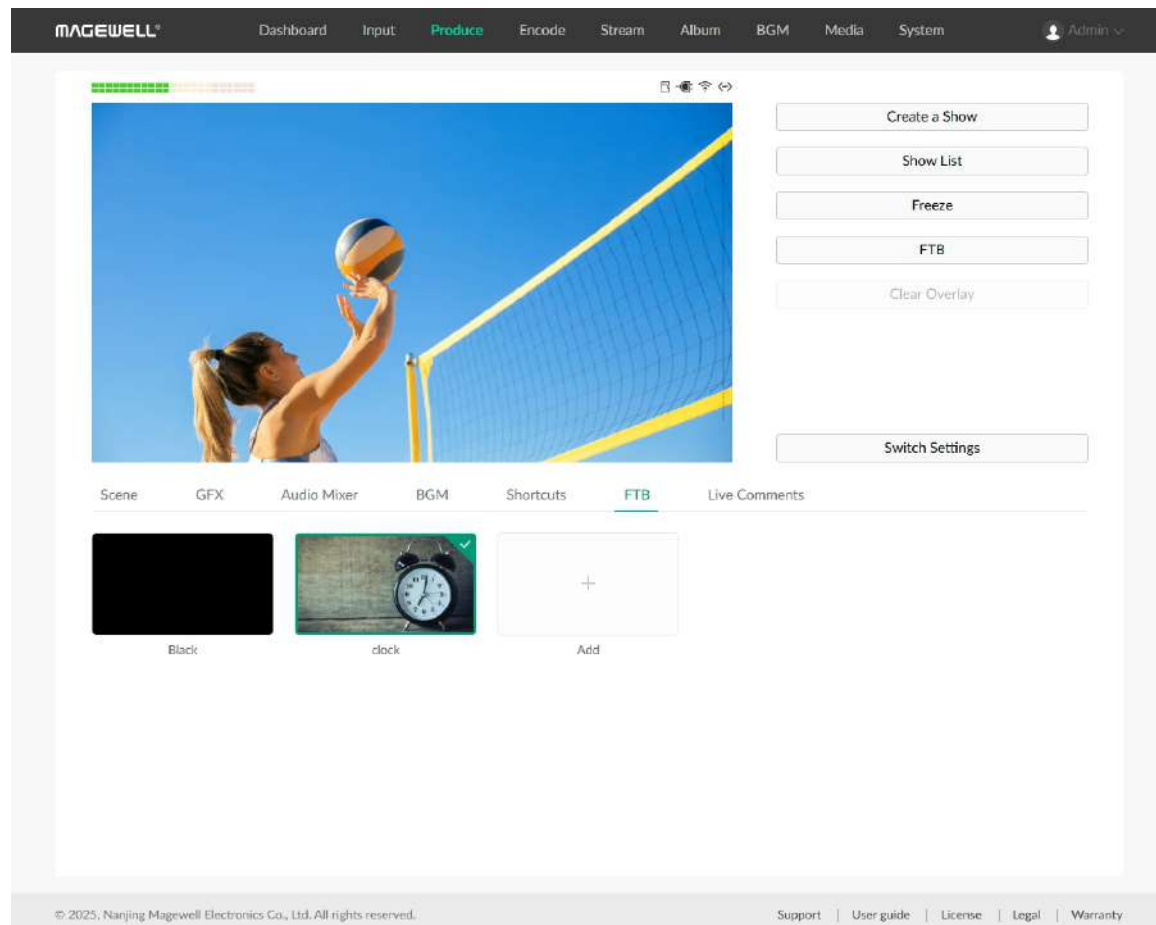 MAGEWELL®
Dashboard Input Produce Encode Stream Album BGM Media System Admin
Create a Show
Show List
Freeze
FTB
Clear Overlay
Switch Settings
Scene GFX Audio Mixer BGM Shortcuts FTB Live Comments
Black clock Add
© 2025, Nanjing Magewell Electronics Co., Ltd. All rights reserved. Support | User guide | License | Legal | Warranty